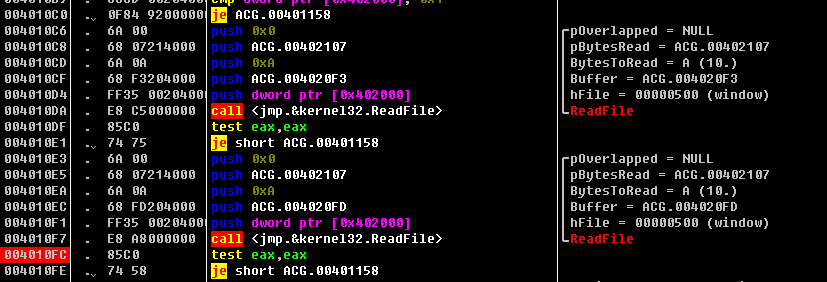 cmp dword ptr [0x402000], 0x1
004010C0 .⌄ 0F84 92000000 je ACG.00401158
004010C6 . 6A 00 push 0x0 pOverlapped = NULL
004010C8 . 68 07214000 push ACG.00402107 pBytesRead = ACG.00402107
004010CD . 6A 0A push 0xA BytesToRead = A (10.)
004010CF . 68 F3204000 push ACG.004020F3 Buffer = ACG.004020F3
004010D4 . FF35 00204000 push dword ptr [0x402000] hFile = 00000500 (window)
004010DA . E8 C5000000 call <jmp.&kernel32.ReadFile> ReadFile
004010DF . 85C0 test eax,eax
004010E1 .⌄ 74 75 je short ACG.00401158
004010E3 . 6A 00 push 0x0 pOverlapped = NULL
004010E5 . 68 07214000 push ACG.00402107 pBytesRead = ACG.00402107
004010EA . 6A 0A push 0xA BytesToRead = A (10.)
004010EC . 68 FD204000 push ACG.004020FD Buffer = ACG.004020FD
004010F1 . FF35 00204000 push dword ptr [0x402000] hFile = 00000500 (window)
004010F7 . E8 A8000000 call <jmp.&kernel32.ReadFile> ReadFile
004010FC . 85C0 test eax,eax
004010FE .⌄ 74 58 je short ACG.00401158